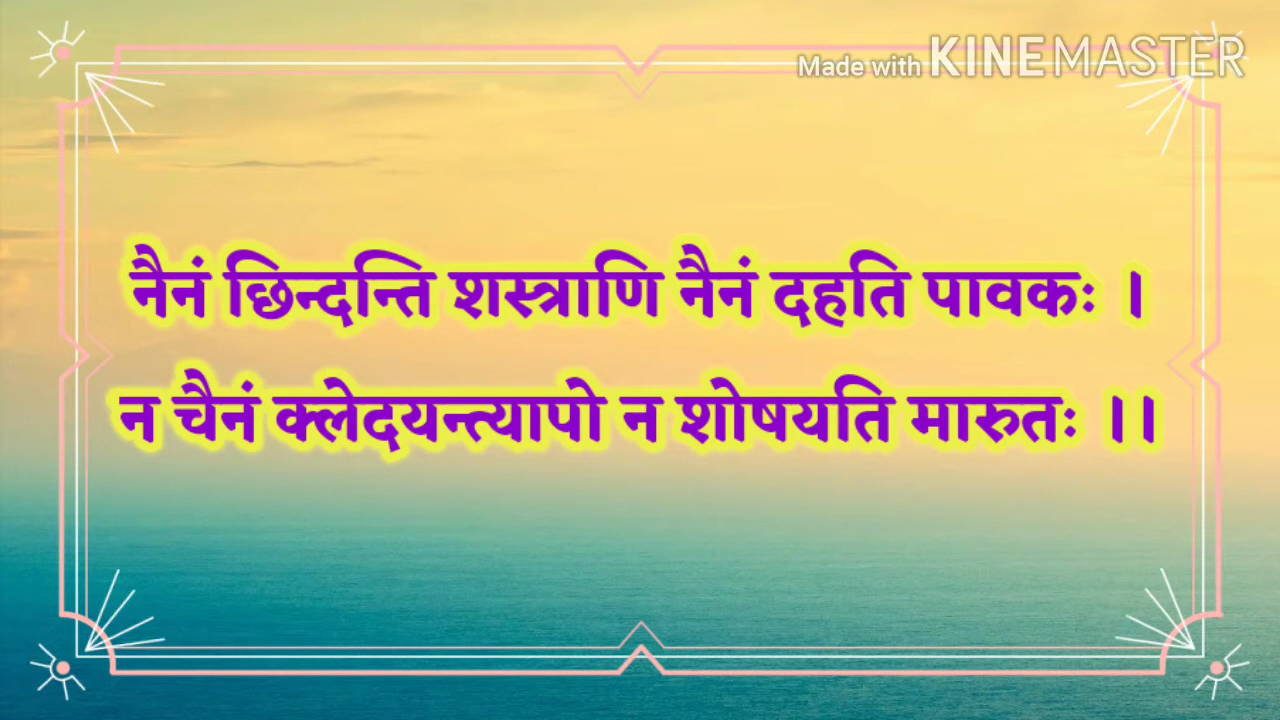 Made with KINEMASTER
नैनं छिन्दन्ति शस्त्राणि नैनं दहति पावकः ।
न चैनं क्लेदयन्त्यापो न शोषयति मारुतः ।।